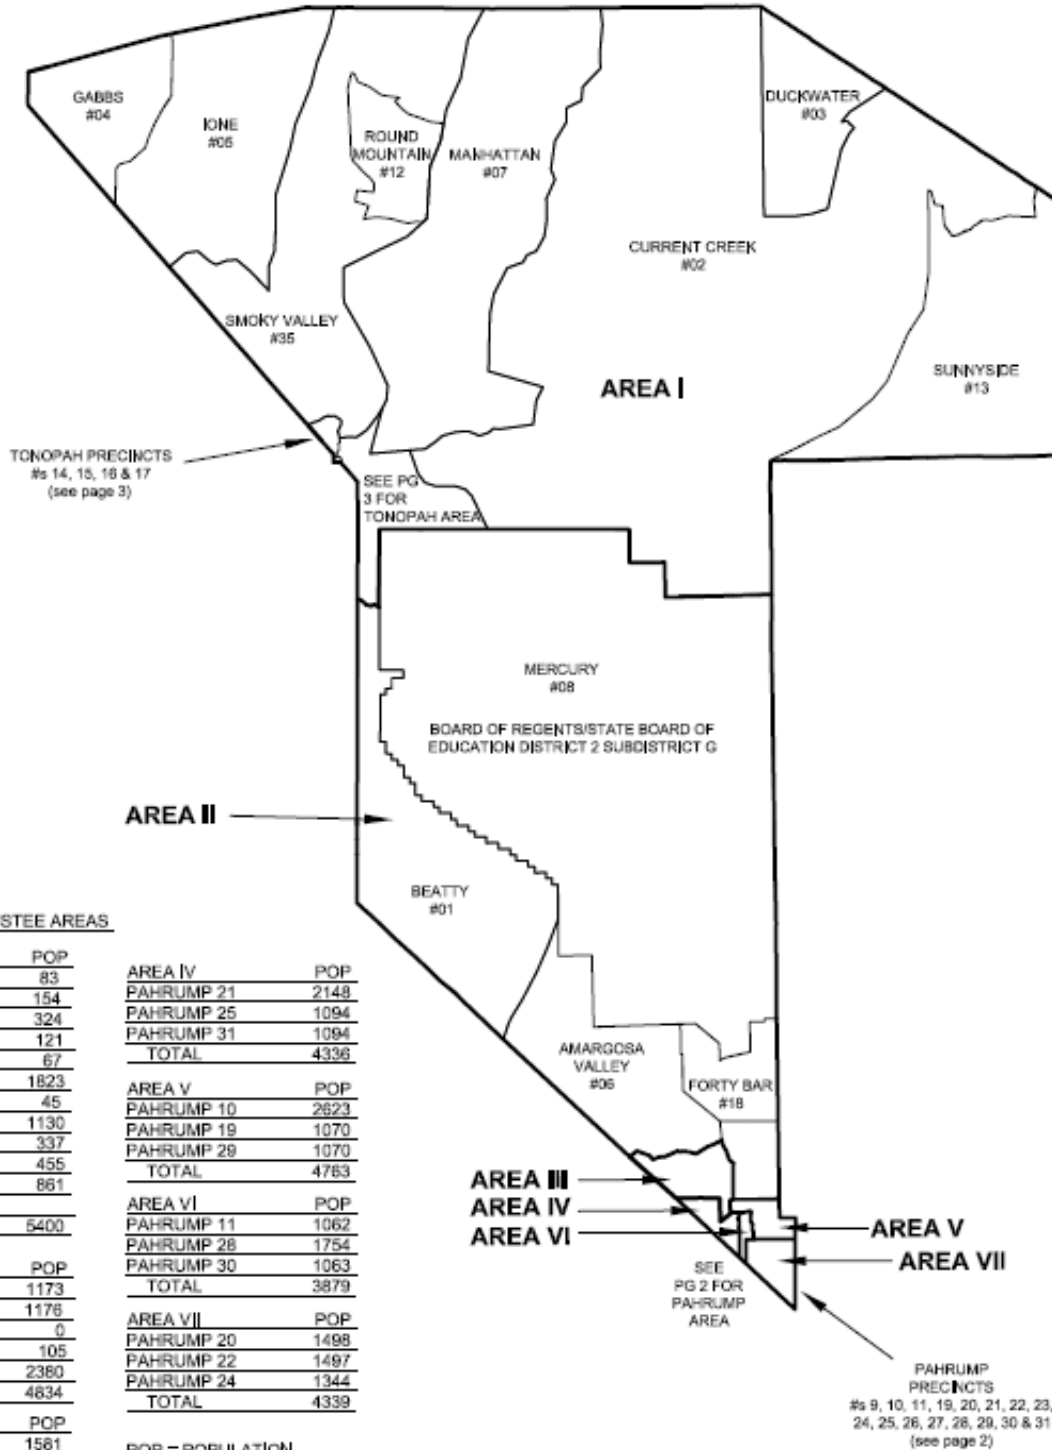 GABBS
#04
IONE
#05
ROUND
MOUNTAIN
#12
MANHATTAN
#07
DUCKWATER
#03
CURRENT CREEK
#02
SMOKY VALLEY
#35
SUNNYSIDE
#13
AREA I
TONOPAH PRECINCTS
#s 14, 15, 16 & 17
(see page 3)
SEE PG
3 FOR
TONOPAH AREA
MERCURY
#08
BOARD OF REGENTS/STATE BOARD OF
EDUCATION DISTRICT 2 SUBDISTRICT G
AREA II
BEATTY
#01
AMARGOSA
VALLEY
#06
FORTY BAR
#18
AREA III
AREA IV
AREA VI
AREA V
AREA VII
SEE
PG 2 FOR
PAHRUMP
AREA
PAHRUMP
PRECINCTS
#s 9, 10, 11, 19, 20, 21, 22, 23,
24, 25, 26, 27, 28, 29, 30 & 31
(see page 2)
STEE AREAS
POP
83
154
324
121
67
1823
45
1130
337
455
861
5400
POP
1173
1176
0
105
2380
4834
POP
1581
AREA IV POP
PAHRUMP 21 2148
PAHRUMP 25 1094
PAHRUMP 31 1094
TOTAL 4336
AREA V POP
PAHRUMP 10 2623
PAHRUMP 19 1070
PAHRUMP 29 1070
TOTAL 4763
AREA VI POP
PAHRUMP 11 1062
PAHRUMP 28 1754
PAHRUMP 30 1063
TOTAL 3879
AREA VII POP
PAHRUMP 20 1498
PAHRUMP 22 1497
PAHRUMP 24 1344
TOTAL 4339
POP = POPULATION